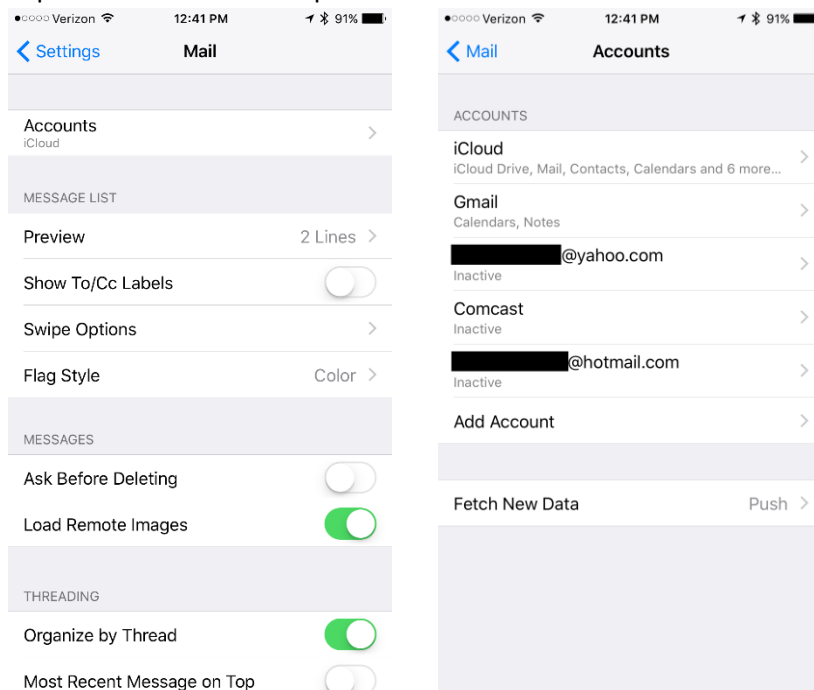 Verizon 12:41 PM 91%
Settings Mail
Accounts
iCloud
MESSAGE LIST
Preview 2 Lines
Show To/Cc Labels
Swipe Options
Flag Style Color
MESSAGES
Ask Before Deleting
Load Remote Images
THREADING
Organize by Thread
Most Recent Message on Top
Verizon 12:41 PM 91%
Mail Accounts
ACCOUNTS
iCloud
iCloud Drive, Mail, Contacts, Calendars and 6 more...
Gmail
Calendars, Notes
@yahoo.com
Inactive
Comcast
Inactive
@hotmail.com
Inactive
Add Account
Fetch New Data Push